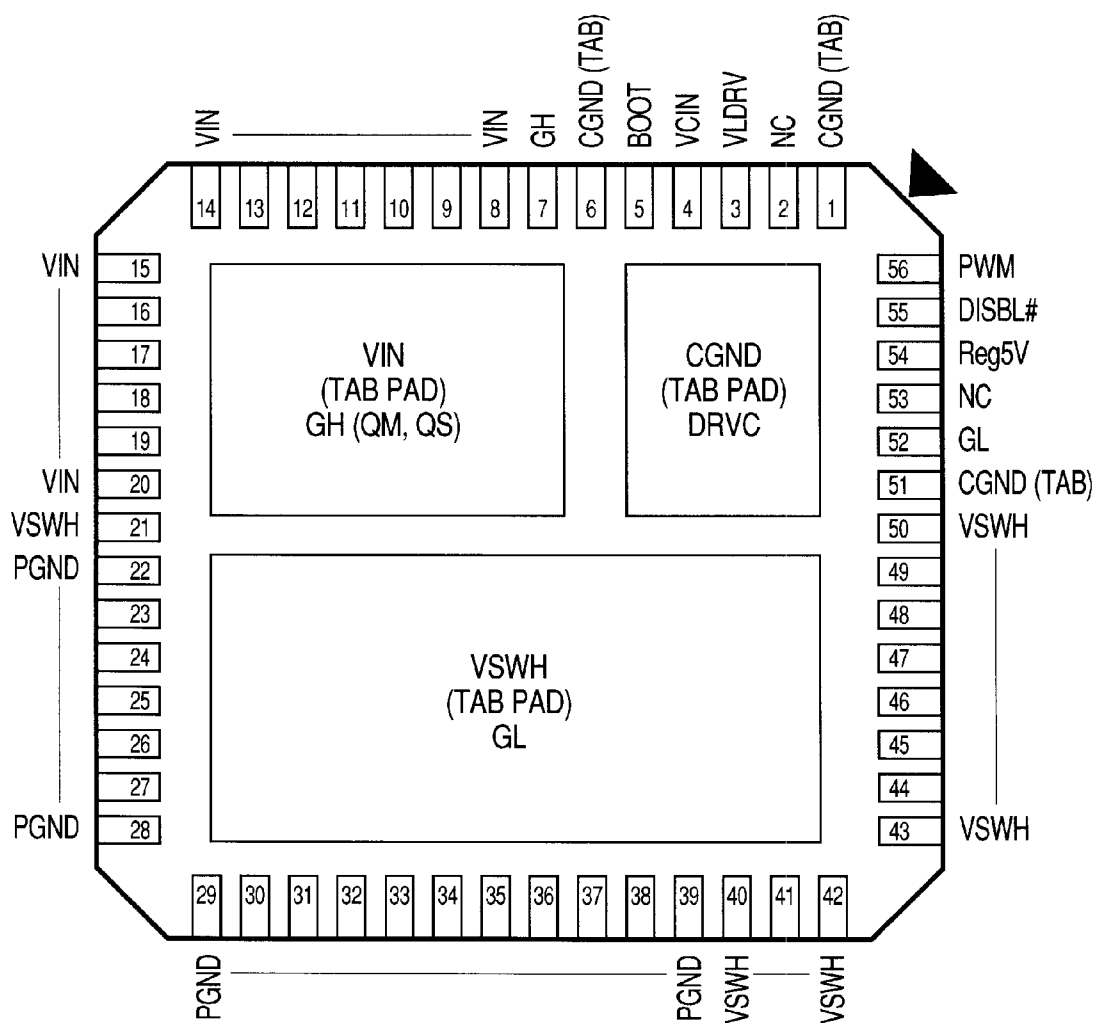 VIN
VIN
GH
CGND (TAB)
BOOT
VCIN
VLDRV
NC
CGND (TAB)
14
13
12
11
10
9
8
7
6
5
4
3
2
1
VIN 15
16
17
18
19
VIN 20
VSWH 21
PGND 22
23
24
25
26
27
PGND 28
VIN
(TAB PAD)
GH (QM, QS)
CGND
(TAB PAD)
DRVC
VSWH
(TAB PAD)
GL
56 PWM
55 DISBL#
54 Reg5V
53 NC
52 GL
51 CGND (TAB)
50 VSWH
49
48
47
46
45
44
43 VSWH
29
30
31
32
33
34
35
36
37
38
39
40
41
42
PGND
PGND
VSWH
VSWH